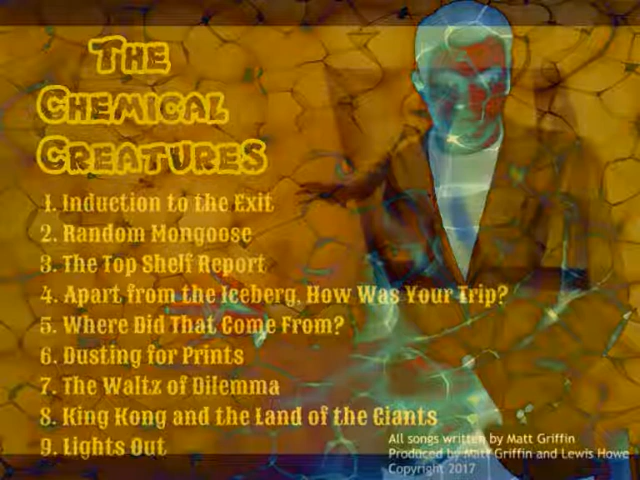 The
Chemical
Creatures
1. Induction to the Exit
2. Random Mongoose
3. The Top Shelf Report
4. Apart from the Iceberg, How Was Your Trip?
5. Where Did That Come From?
6. Dusting for Prints
7. The Waltz of Dilemma
8. King Kong and the Land of the Giants
9. Lights Out
All songs written by Matt Griffin
Produced by Matt Griffin and Lewis Howe
Copyright 2017